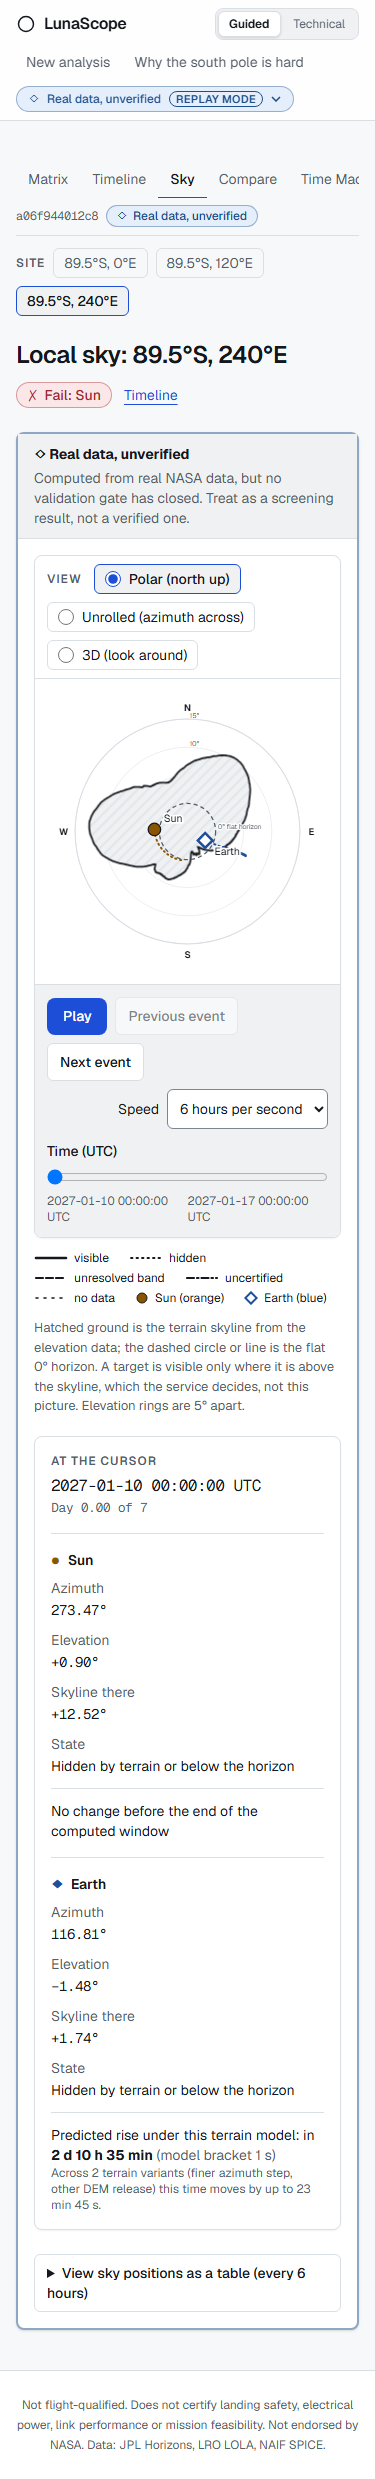 LunaScope
Guided Technical
New analysis Why the south pole is hard
Real data, unverified REPLAY MODE
Matrix Timeline Sky Compare Time Mac
a06f944012c8 Real data, unverified
SITE 89.5°S, 0°E 89.5°S, 120°E
89.5°S, 240°E
Local sky: 89.5°S, 240°E
Fail: Sun Timeline
Real data, unverified
Computed from real NASA data, but no
validation gate has closed. Treat as a screening
result, not a verified one.
VIEW Polar (north up)
Unrolled (azimuth across)
3D (look around)
N
15°
10°
Sun
0° flat horizon
W E
Earth
S
Play Previous event
Next event
Speed 6 hours per second
Time (UTC)
2027-01-10 00:00:00 2027-01-17 00:00:00
UTC UTC
visible hidden
unresolved band uncertified
no data Sun (orange) Earth (blue)
Hatched ground is the terrain skyline from the
elevation data; the dashed circle or line is the flat
0° horizon. A target is visible only where it is above
the skyline, which the service decides, not this
picture. Elevation rings are 5° apart.
AT THE CURSOR
2027-01-10 00:00:00 UTC
Day 0.00 of 7
Sun
Azimuth
273.47°
Elevation
+0.90°
Skyline there
+12.52°
State
Hidden by terrain or below the horizon
No change before the end of the
computed window
Earth
Azimuth
116.81°
Elevation
−1.48°
Skyline there
+1.74°
State
Hidden by terrain or below the horizon
Predicted rise under this terrain model: in
2 d 10 h 35 min (model bracket 1 s)
Across 2 terrain variants (finer azimuth step,
other DEM release) this time moves by up to 23
min 45 s.
View sky positions as a table (every 6
hours)
Not flight-qualified. Does not certify landing safety, electrical
power, link performance or mission feasibility. Not endorsed by
NASA. Data: JPL Horizons, LRO LOLA, NAIF SPICE.